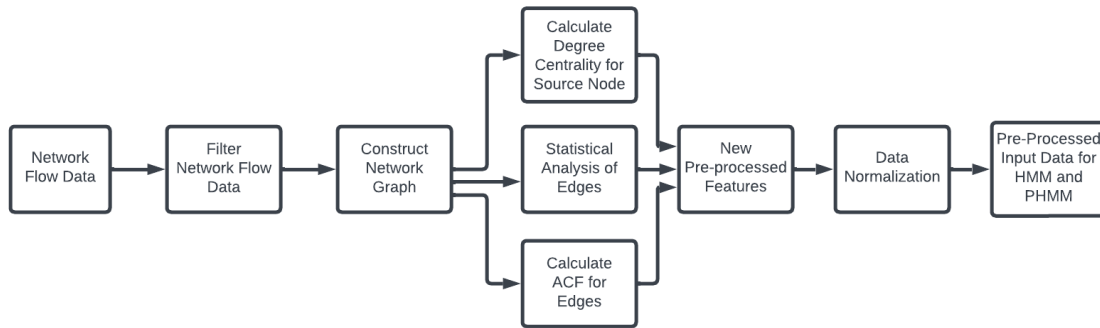 Network
Flow Data
Filter
Network Flow
Data
Construct
Network
Graph
Calculate
Degree
Centrality for
Source Node
Statistical
Analysis of
Edges
Calculate
ACF for
Edges
New
Pre-processed
Features
Data
Normalization
Pre-Processed
Input Data for
HMM and
PHMM